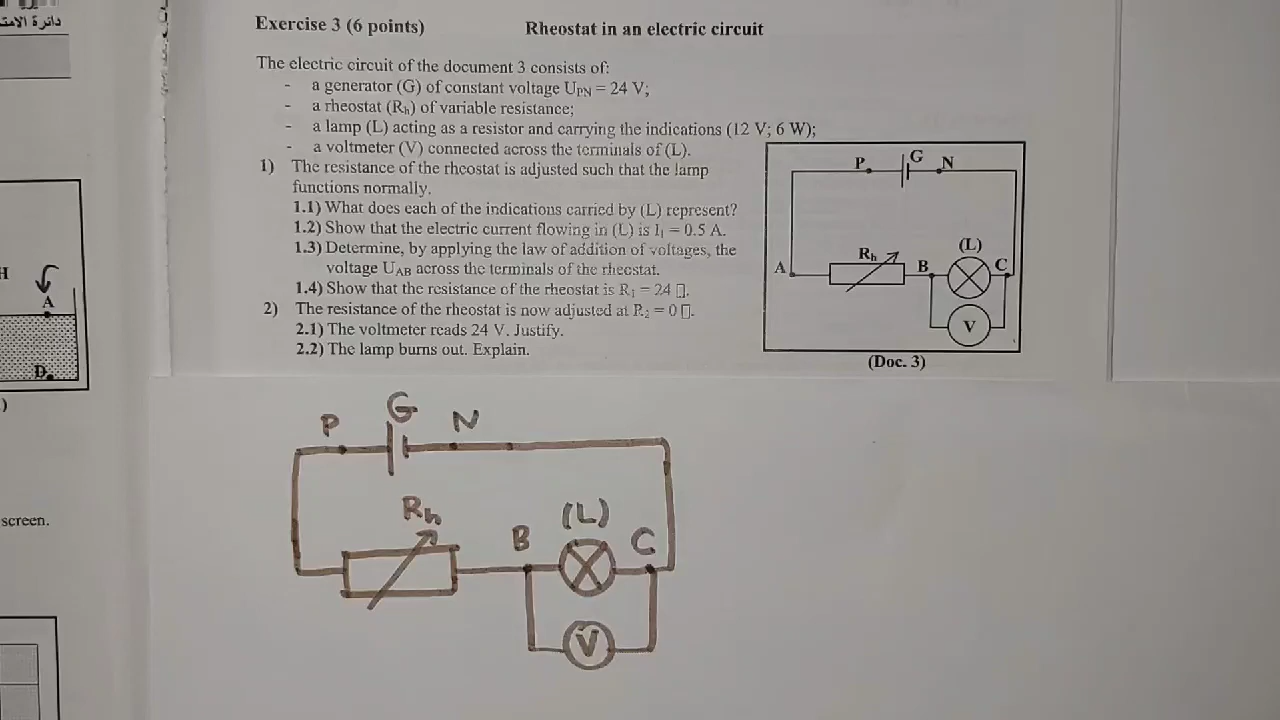 دائرة الامت
Exercise 3 (6 points)
Rheostat in an electric circuit
The electric circuit of the document 3 consists of:
- a generator (G) of constant voltage UPN = 24 V;
- a rheostat (Rh) of variable resistance;
- a lamp (L) acting as a resistor and carrying the indications (12 V; 6 W);
- a voltmeter (V) connected across the terminals of (L).
1) The resistance of the rheostat is adjusted such that the lamp
functions normally.
1.1) What does each of the indications carried by (L) represent?
1.2) Show that the electric current flowing in (L) is I1 = 0.5 A.
1.3) Determine, by applying the law of addition of voltages, the
voltage UAB across the terminals of the rheostat.
1.4) Show that the resistance of the rheostat is R1 = 24 ▯.
2) The resistance of the rheostat is now adjusted at R2 = 0 ▯.
2.1) The voltmeter reads 24 V. Justify.
2.2) The lamp burns out. Explain.
P G N
A Rh B (L) C
V
(Doc. 3)
H
A
D
)
screen.
P G N
Rh B (L) C
V